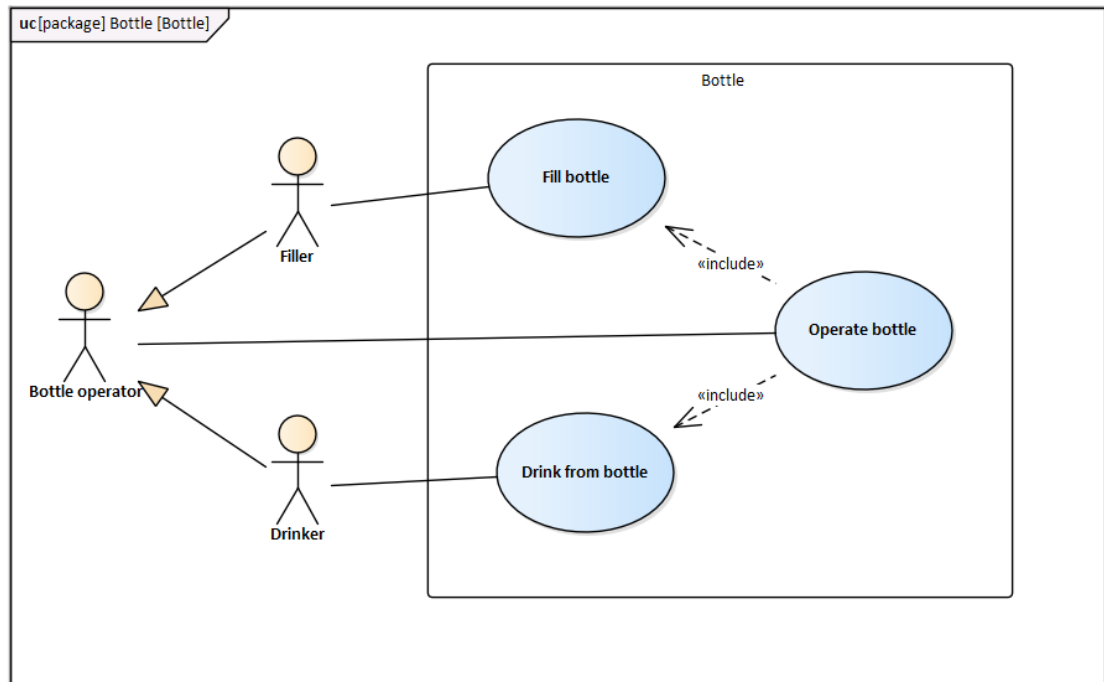 uc [package] Bottle [Bottle]
Bottle
Fill bottle
Filler
«include»
Operate bottle
Bottle operator
«include»
Drink from bottle
Drinker